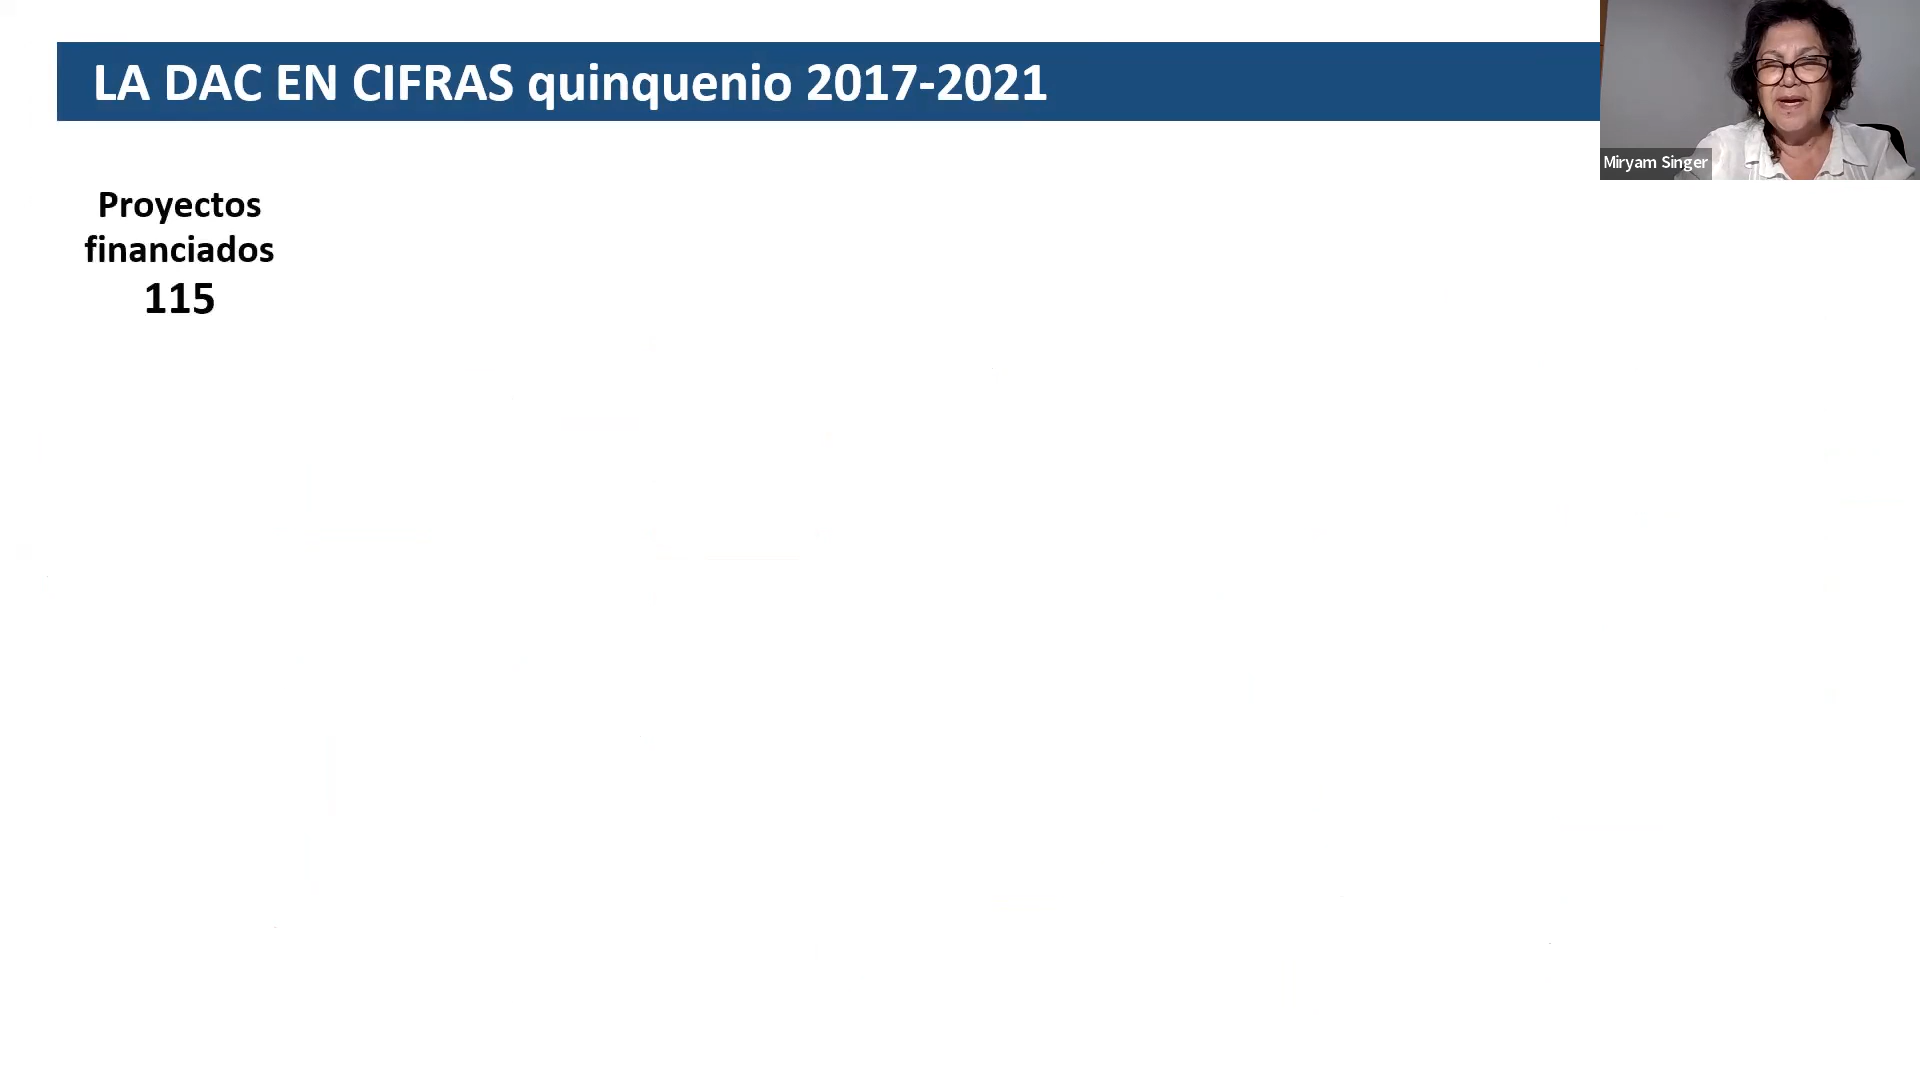 LA DAC EN CIFRAS quinquenio 2017-2021
Miryam Singer
Proyectos
financiados
115